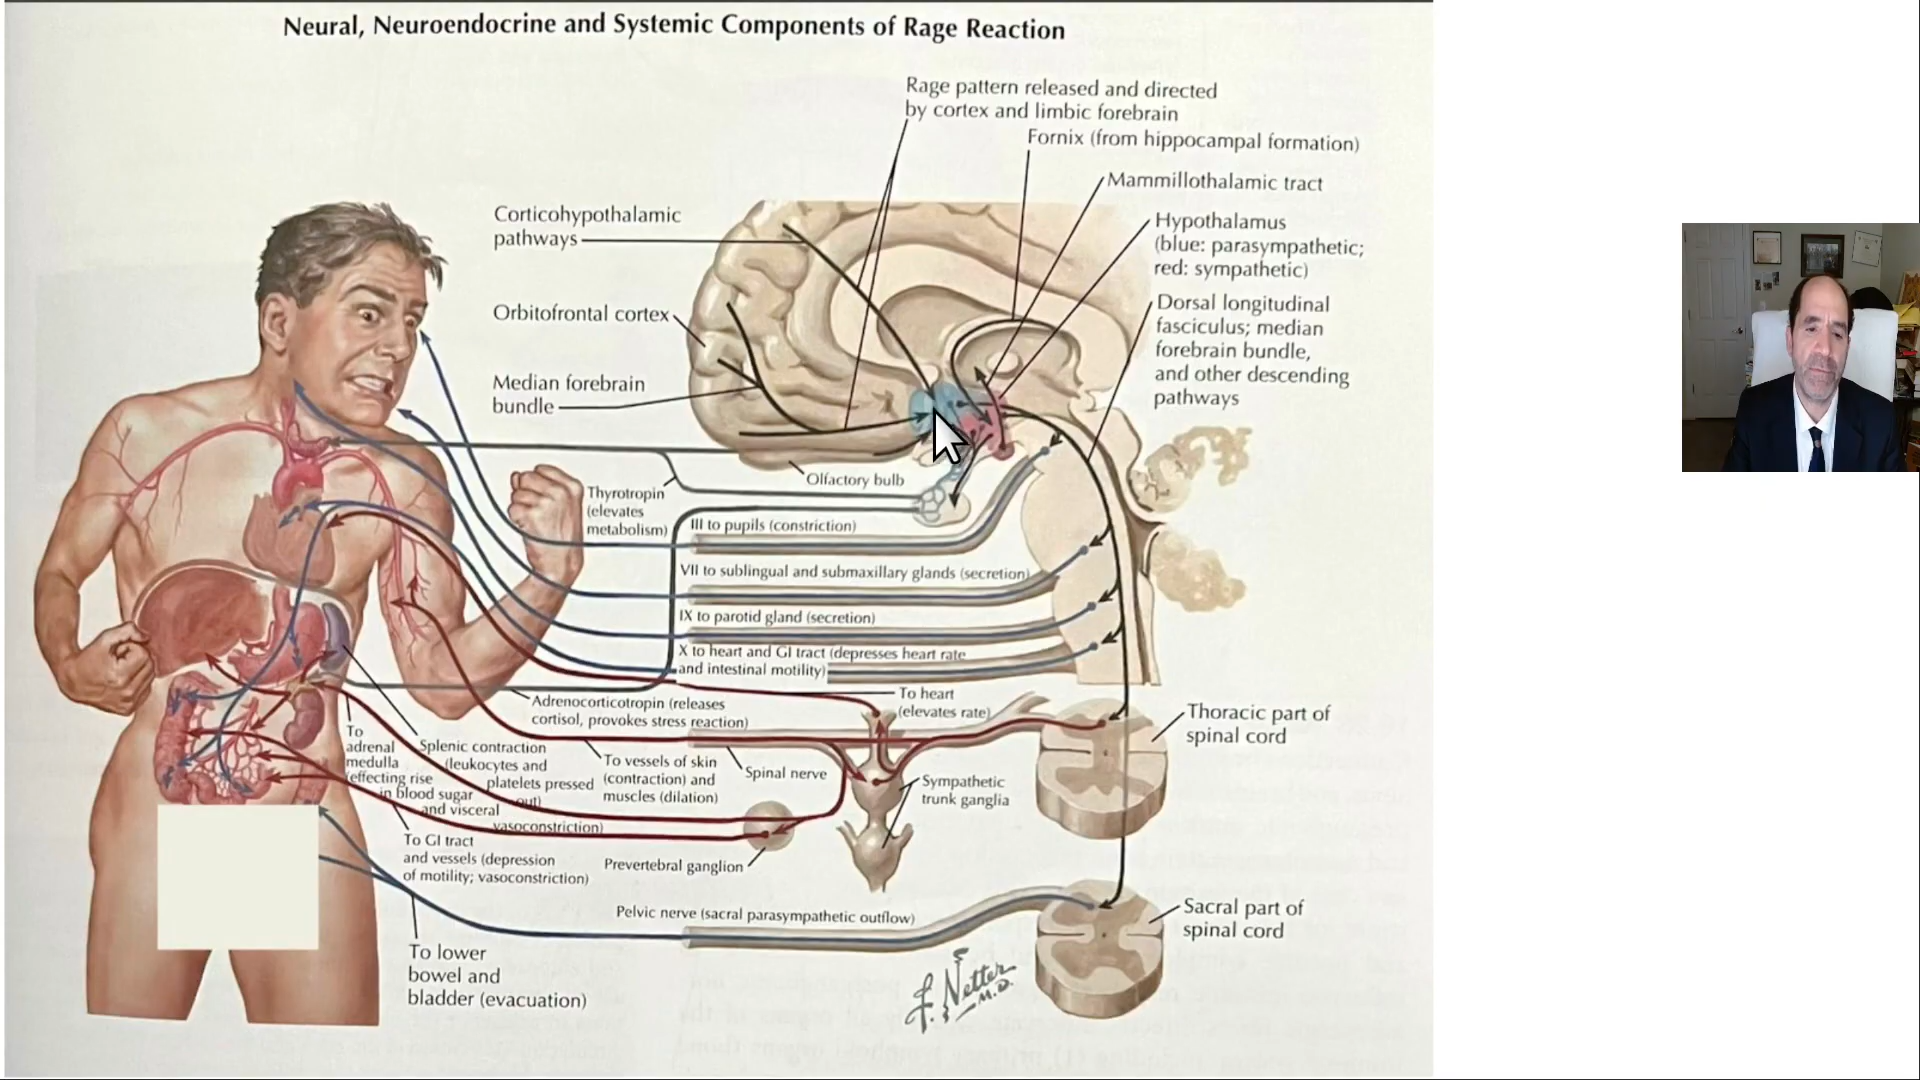 Neural, Neuroendocrine and Systemic Components of Rage Reaction
Rage pattern released and directed
by cortex and limbic forebrain
Fornix (from hippocampal formation)
Mammillothalamic tract
Hypothalamus
(blue: parasympathetic;
red: sympathetic)
Dorsal longitudinal
fasciculus; median
forebrain bundle,
and other descending
pathways
Corticohypothalamic
pathways
Orbitofrontal cortex
Median forebrain
bundle
Olfactory bulb
Thyrotropin
(elevates
metabolism)
III to pupils (constriction)
VII to sublingual and submaxillary glands (secretion)
IX to parotid gland (secretion)
X to heart and GI tract (depresses heart rate
and intestinal motility)
Adrenocorticotropin (releases
cortisol, provokes stress reaction)
To heart
(elevates rate)
Thoracic part of
spinal cord
To
adrenal
medulla
(effecting rise
in blood sugar
and visceral
vasoconstriction)
Splenic contraction
(leukocytes and
platelets pressed
out)
To vessels of skin
(contraction) and
muscles (dilation)
Spinal nerve
Sympathetic
trunk ganglia
To GI tract
and vessels (depression
of motility; vasoconstriction)
Prevertebral ganglion
Pelvic nerve (sacral parasympathetic outflow)
Sacral part of
spinal cord
To lower
bowel and
bladder (evacuation)
F. Netter
M.D.